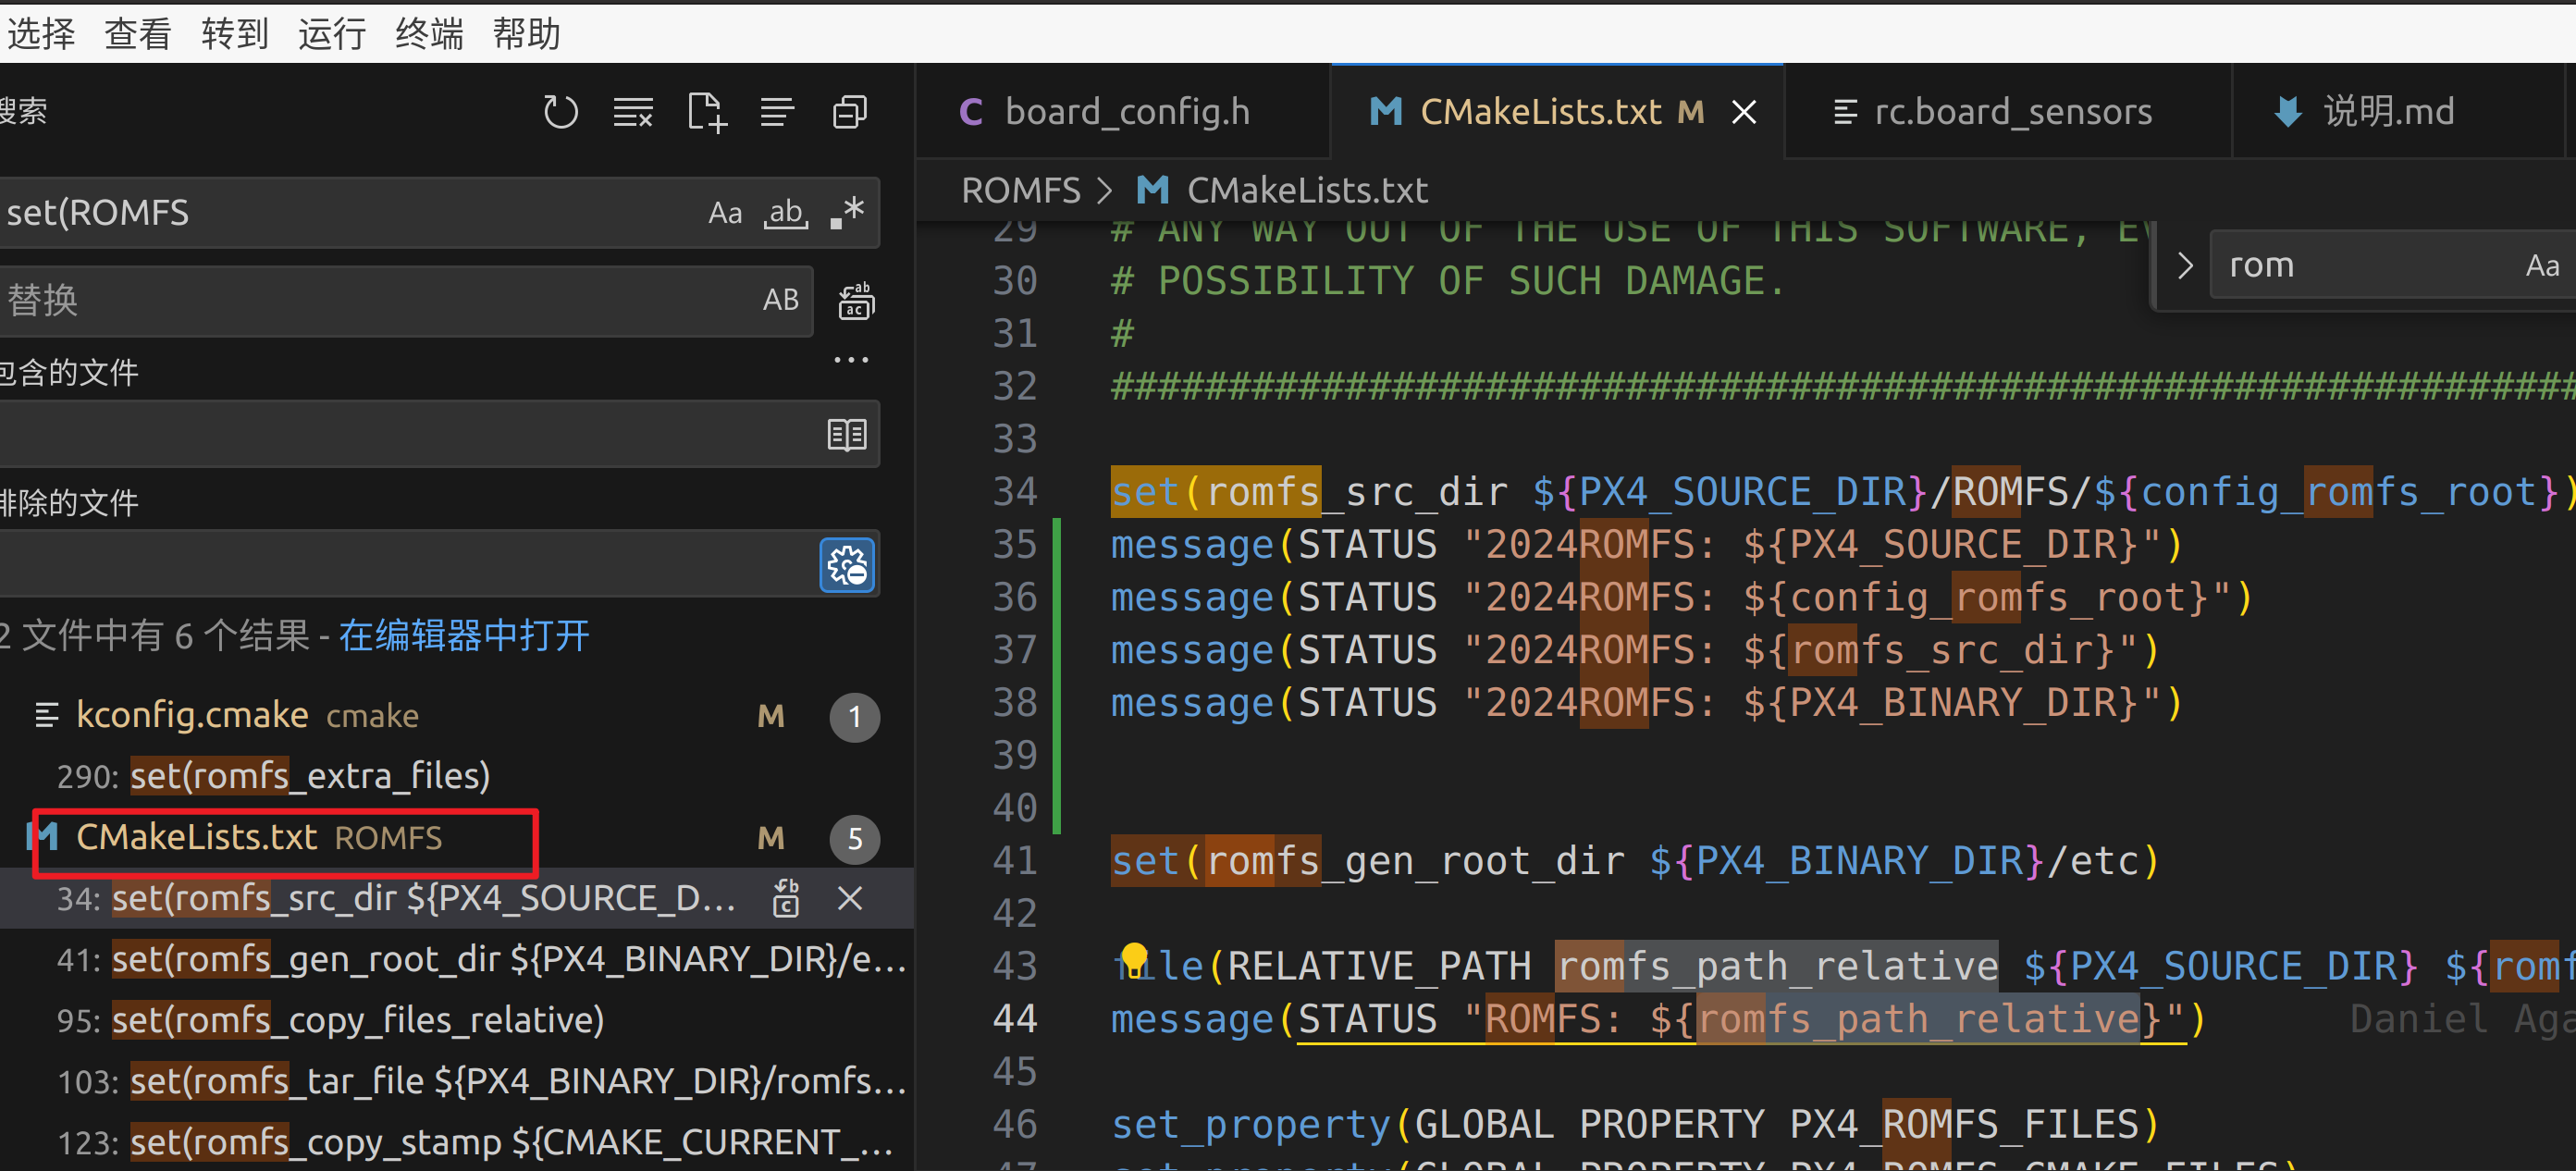 选择 查看 转到 运行 终端 帮助
搜索
set(ROMFS
Aa ab
替换
AB
包含的文件
排除的文件
2 文件中有 6 个结果 - 在编辑器中打开
kconfig.cmake cmake M 1
290: set(romfs_extra_files)
CMakeLists.txt ROMFS M 5
34: set(romfs_src_dir ${PX4_SOURCE_D…
41: set(romfs_gen_root_dir ${PX4_BINARY_DIR}/e…
95: set(romfs_copy_files_relative)
103: set(romfs_tar_file ${PX4_BINARY_DIR}/romfs…
123: set(romfs_copy_stamp ${CMAKE_CURRENT_…
board_config.h
CMakeLists.txt M
rc.board_sensors
说明.md
ROMFS > CMakeLists.txt
rom Aa
29 # ANY WAY OUT OF THE USE OF THIS SOFTWARE,
30 # POSSIBILITY OF SUCH DAMAGE.
31 #
32 ###############################################################
33
34 set(romfs_src_dir ${PX4_SOURCE_DIR}/ROMFS/${config_romfs_root})
35 message(STATUS "2024ROMFS: ${PX4_SOURCE_DIR}")
36 message(STATUS "2024ROMFS: ${config_romfs_root}")
37 message(STATUS "2024ROMFS: ${romfs_src_dir}")
38 message(STATUS "2024ROMFS: ${PX4_BINARY_DIR}")
39
40
41 set(romfs_gen_root_dir ${PX4_BINARY_DIR}/etc)
42
43 file(RELATIVE_PATH romfs_path_relative ${PX4_SOURCE_DIR} ${romf
44 message(STATUS "ROMFS: ${romfs_path_relative}") Daniel Aga
45
46 set_property(GLOBAL PROPERTY PX4_ROMFS_FILES)
47 set_property(GLOBAL PROPERTY PX4_ROMFS_CMAKE_FILES)